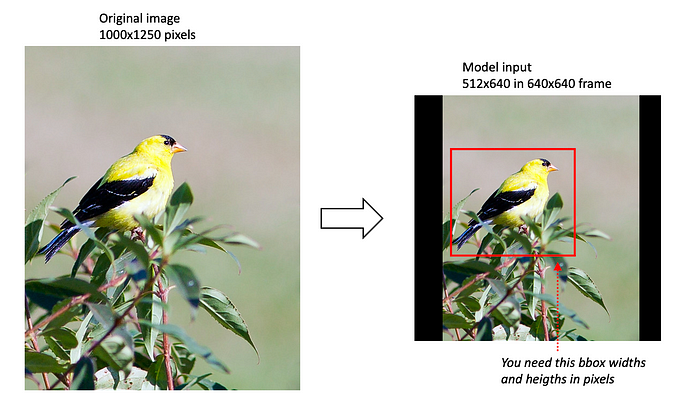 Original image
1000x1250 pixels
Model input
512x640 in 640x640 frame
You need this bbox widths
and heigths in pixels